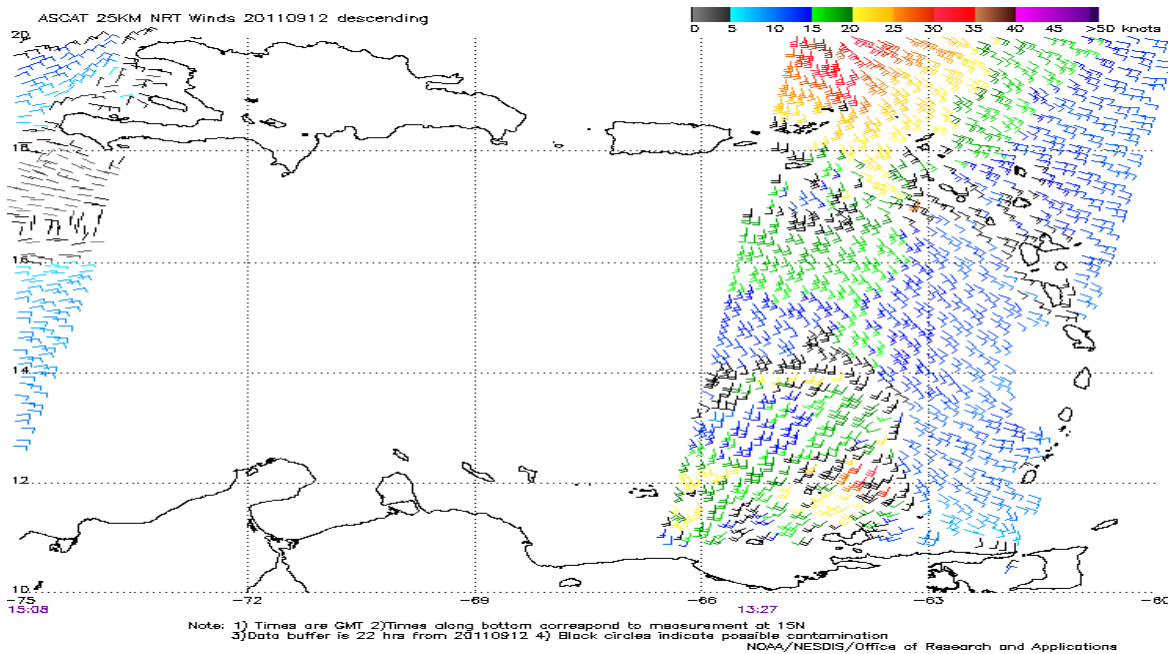 ASCAT 25KM NRT Winds 20110912 descending
0 5 10 15 20 25 30 35 40 45 >50 knots
20
18
16
14
12
10
-75 -72 -69 -66 -63 -60
15:08 13:27
Note: 1) Times are GMT 2)Times along bottom correspond to measurement at 15N
3)Data buffer is 22 hrs from 20110912 4) Black circles indicate possible contamination
NOAA/NESDIS/Office of Research and Applications